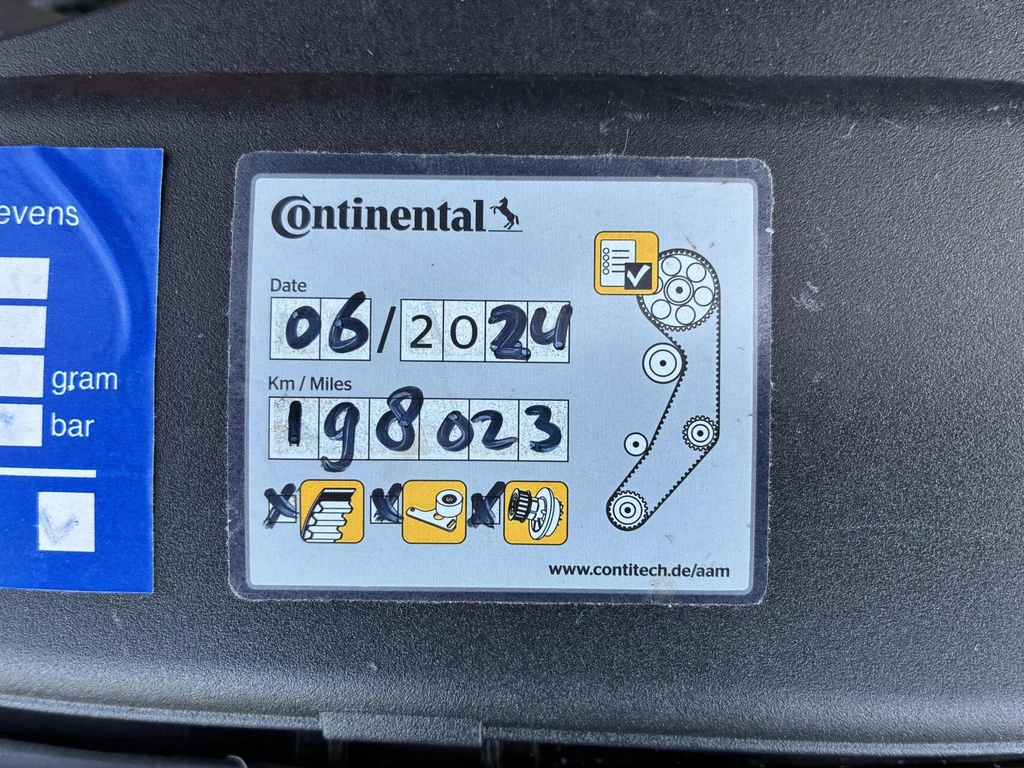 evens
gram
bar
Continental
Date
06/2024
Km / Miles
198023
www.contitech.de/aam